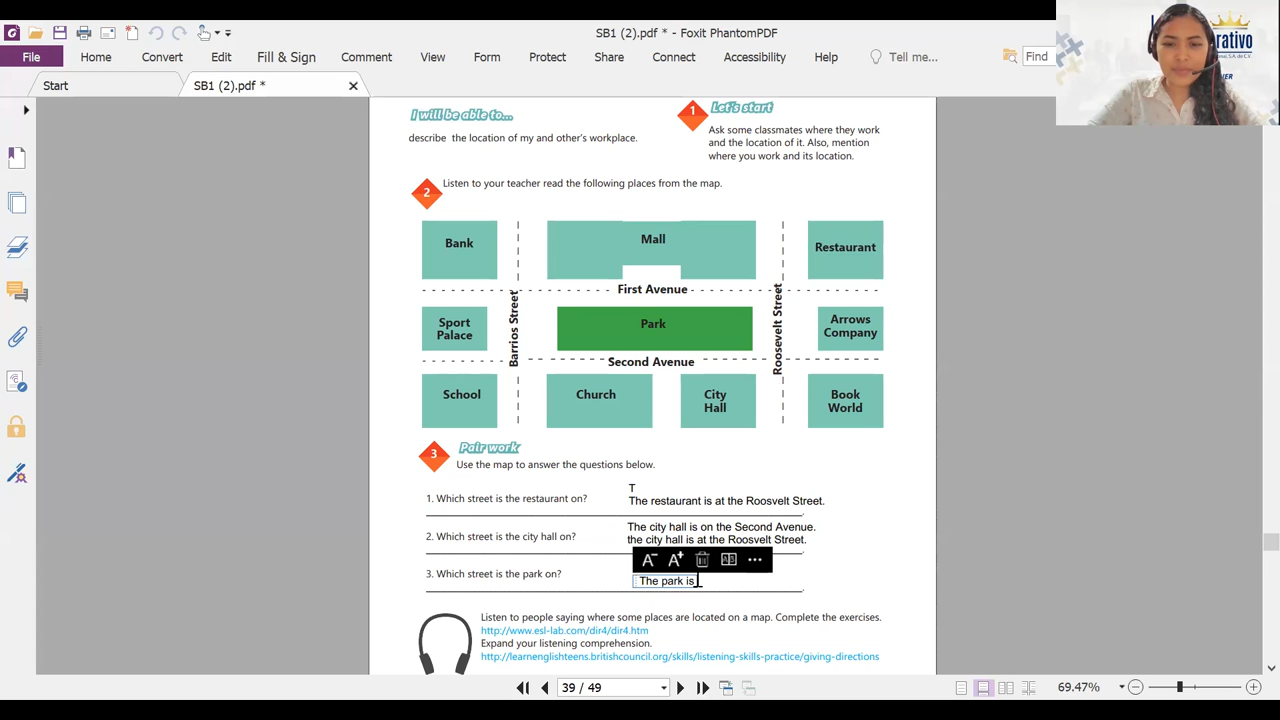 SB1 (2).pdf * - Foxit PhantomPDF
File Home Convert Edit Fill & Sign Comment View Form Protect Share Connect Accessibility Help Tell me... Find
rativo
S.A. de C.V.
Start SB1 (2).pdf *
I will be able to...
describe the location of my and other's workplace.
1 Let's start
Ask some classmates where they work
and the location of it. Also, mention
where you work and its location.
2 Listen to your teacher read the following places from the map.
Bank
Mall
Restaurant
First Avenue
Sport
Palace
Barrios Street
Park
Roosevelt Street
Arrows
Company
Second Avenue
School
Church
City
Hall
Book
World
3 Pair work
Use the map to answer the questions below.
T
1. Which street is the restaurant on? The restaurant is at the Roosvelt Street.
The city hall is on the Second Avenue.
2. Which street is the city hall on? the city hall is at the Roosvelt Street.
A- A+
3. Which street is the park on? The park is
Listen to people saying where some places are located on a map. Complete the exercises.
http://www.esl-lab.com/dir4/dir4.htm
Expand your listening comprehension.
http://learnenglishteens.britishcouncil.org/skills/listening-skills-practice/giving-directions
39 / 49
69.47%